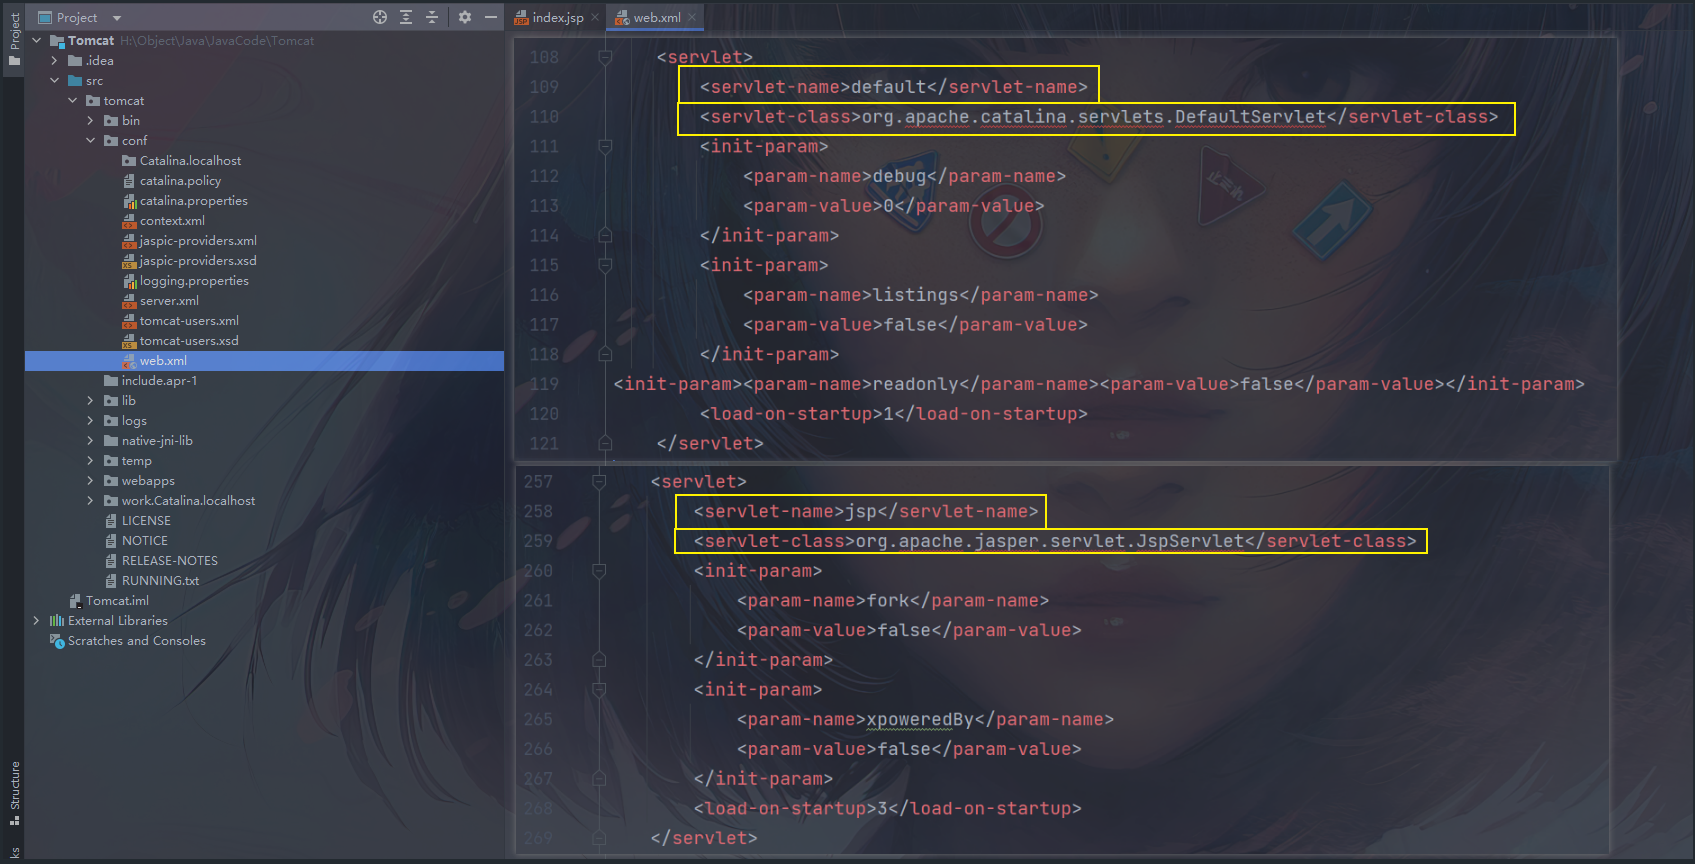 Project
index.jsp
web.xml
Project
Tomcat H:\Object\Java\JavaCode\Tomcat
.idea
src
tomcat
bin
conf
Catalina.localhost
catalina.policy
catalina.properties
context.xml
jaspic-providers.xml
jaspic-providers.xsd
logging.properties
server.xml
tomcat-users.xml
tomcat-users.xsd
web.xml
include.apr-1
lib
logs
native-jni-lib
temp
webapps
work.Catalina.localhost
LICENSE
NOTICE
RELEASE-NOTES
RUNNING.txt
Tomcat.iml
External Libraries
Scratches and Consoles
Structure
ks
108 <servlet>
109 <servlet-name>default</servlet-name>
110 <servlet-class>org.apache.catalina.servlets.DefaultServlet</servlet-class>
111 <init-param>
112 <param-name>debug</param-name>
113 <param-value>0</param-value>
114 </init-param>
115 <init-param>
116 <param-name>listings</param-name>
117 <param-value>false</param-value>
118 </init-param>
119 <init-param><param-name>readonly</param-name><param-value>false</param-value></init-param>
120 <load-on-startup>1</load-on-startup>
121 </servlet>
257 <servlet>
258 <servlet-name>jsp</servlet-name>
259 <servlet-class>org.apache.jasper.servlet.JspServlet</servlet-class>
260 <init-param>
261 <param-name>fork</param-name>
262 <param-value>false</param-value>
263 </init-param>
264 <init-param>
265 <param-name>xpoweredBy</param-name>
266 <param-value>false</param-value>
267 </init-param>
268 <load-on-startup>3</load-on-startup>
269 </servlet>
止まれ